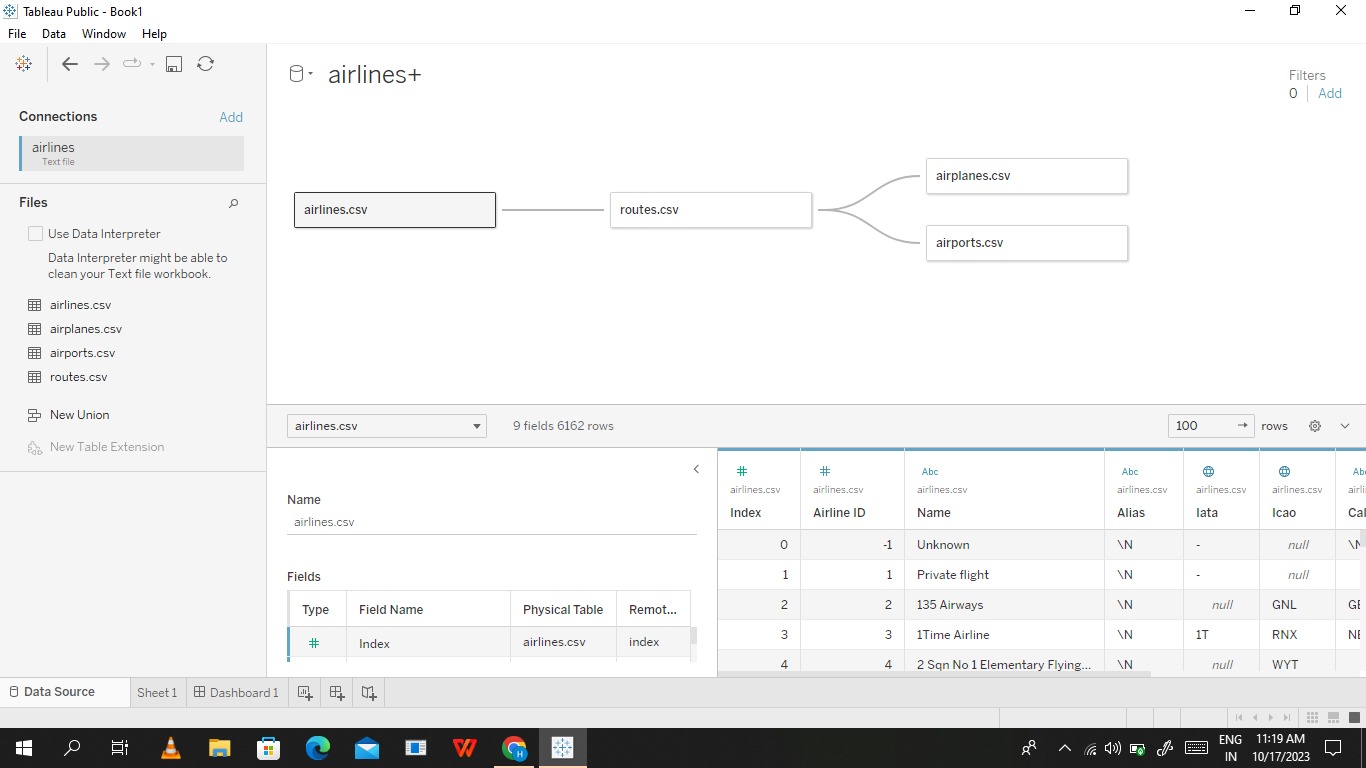 Tableau Public - Book1
File Data Window Help
airlines+
Filters
0 Add
Connections Add
airlines
Text file
Files
Use Data Interpreter
Data Interpreter might be able to
clean your Text file workbook.
airlines.csv
airplanes.csv
airports.csv
routes.csv
New Union
New Table Extension
airlines.csv
routes.csv
airplanes.csv
airports.csv
airlines.csv 9 fields 6162 rows 100 → rows
Name
airlines.csv
Fields
Type Field Name Physical Table Remot...
# Index airlines.csv index
# # Abc Abc Ab
airlines.csv airlines.csv airlines.csv airlines.csv airlines.csv airlines.csv airli
Index Airline ID Name Alias Iata Icao Cal
0 -1 Unknown \N - null \N
1 1 Private flight \N - null
2 2 135 Airways \N null GNL GE
3 3 1Time Airline \N 1T RNX NE
4 4 2 Sqn No 1 Elementary Flying... \N null WYT
Data Source Sheet 1 Dashboard 1
ENG
IN
11:19 AM
10/17/2023